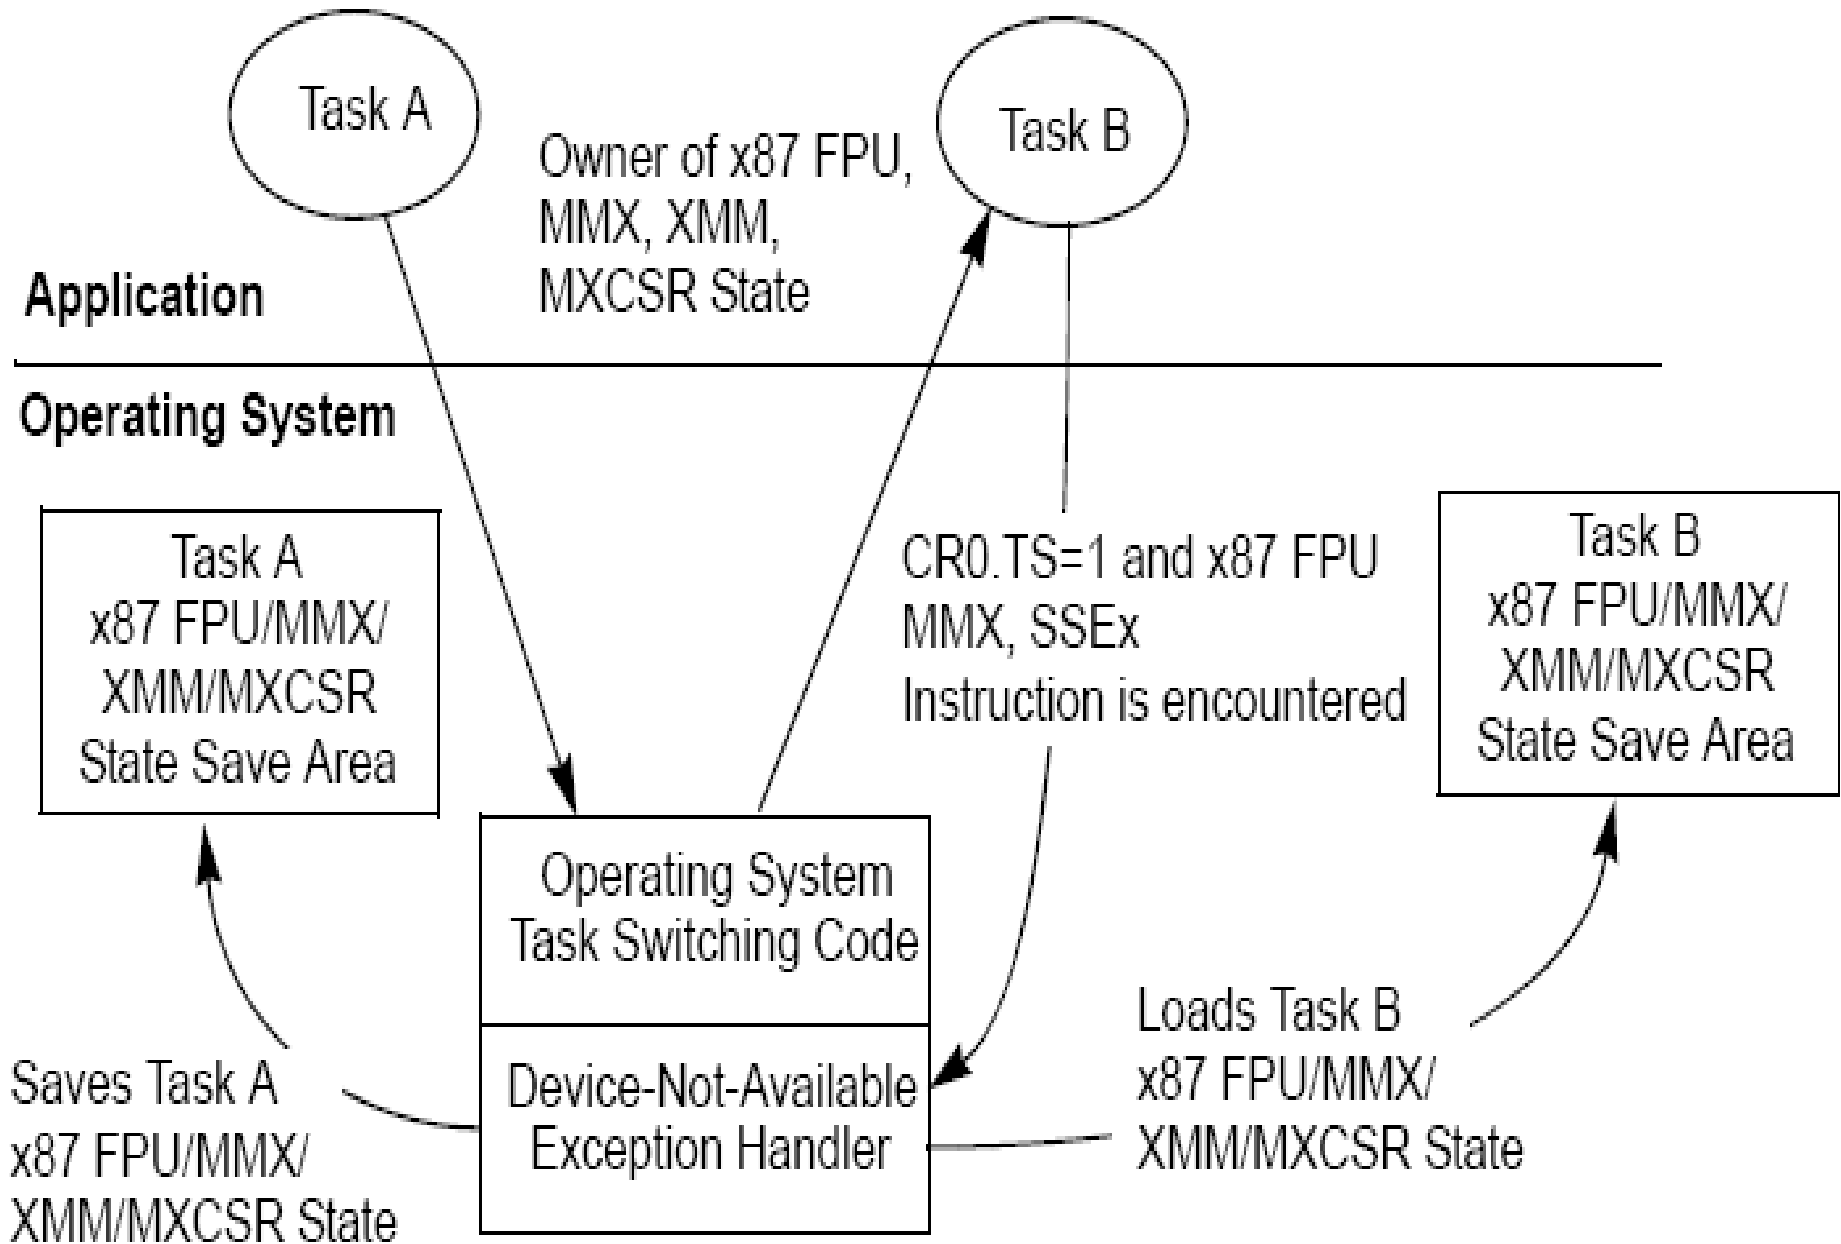 Task A
Owner of x87 FPU,
MMX, XMM,
MXCSR State
Task B
Application
Operating System
Task A
x87 FPU/MMX/
XMM/MXCSR
State Save Area
CR0.TS=1 and x87 FPU
MMX, SSEx
Instruction is encountered
Task B
x87 FPU/MMX/
XMM/MXCSR
State Save Area
Operating System
Task Switching Code
Device-Not-Available
Exception Handler
Saves Task A
x87 FPU/MMX/
XMM/MXCSR State
Loads Task B
x87 FPU/MMX/
XMM/MXCSR State